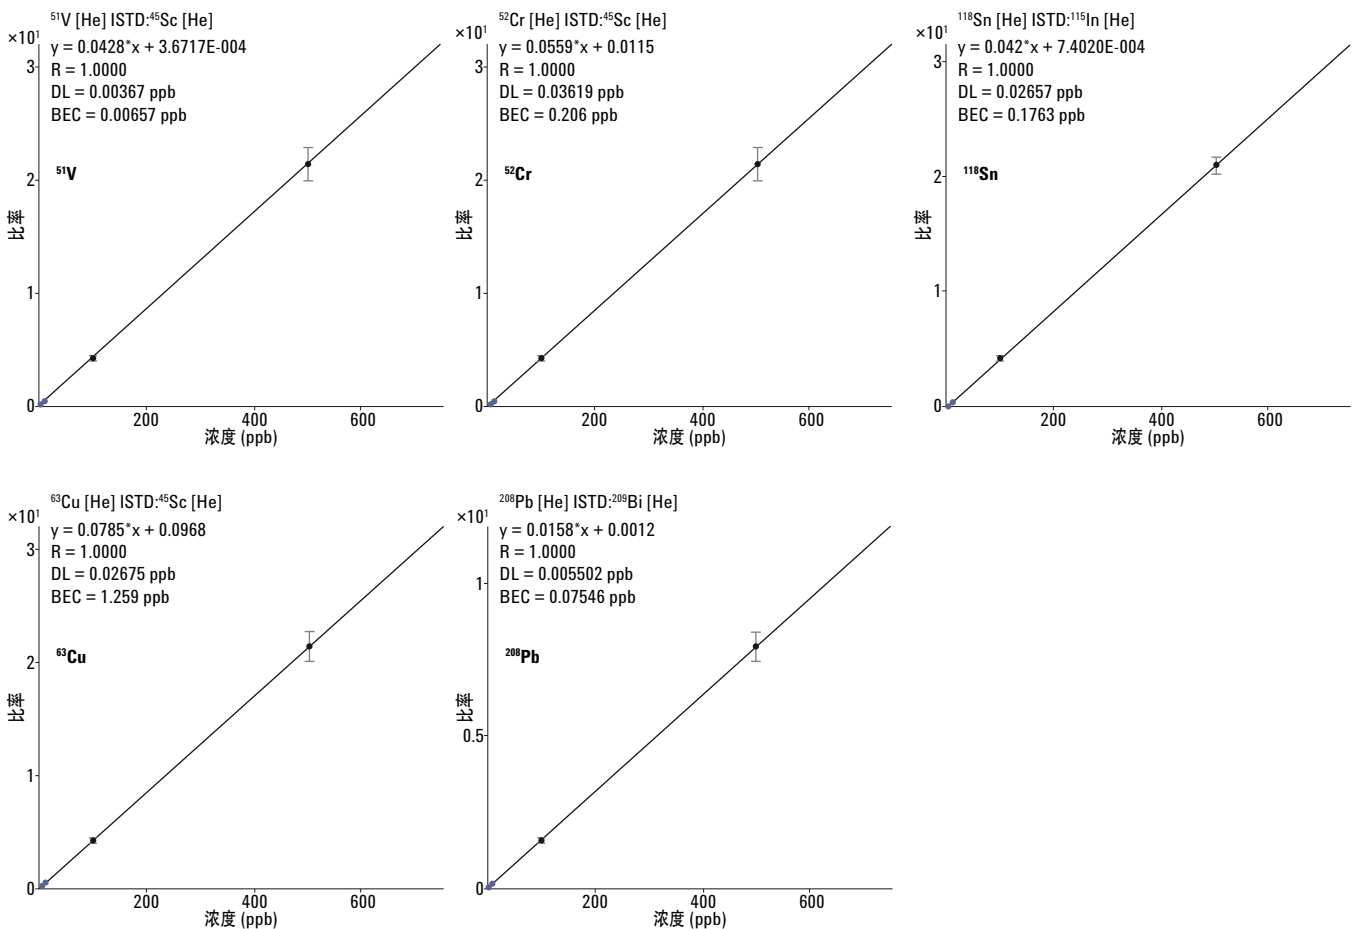 ⁵¹V [He] ISTD:⁴⁵Sc [He]
×10¹
y = 0.0428*x + 3.6717E-004
R = 1.0000
DL = 0.00367 ppb
BEC = 0.00657 ppb
⁵¹V
3
2
1
0
比率
200 400 600
浓度 (ppb)
⁵²Cr [He] ISTD:⁴⁵Sc [He]
×10¹
y = 0.0559*x + 0.0115
R = 1.0000
DL = 0.03619 ppb
BEC = 0.206 ppb
⁵²Cr
3
2
1
0
比率
200 400 600
浓度 (ppb)
¹¹⁸Sn [He] ISTD:¹¹⁵In [He]
×10¹
y = 0.042*x + 7.4020E-004
R = 1.0000
DL = 0.02657 ppb
BEC = 0.1763 ppb
¹¹⁸Sn
3
2
1
0
比率
200 400 600
浓度 (ppb)
⁶³Cu [He] ISTD:⁴⁵Sc [He]
×10¹
y = 0.0785*x + 0.0968
R = 1.0000
DL = 0.02675 ppb
BEC = 1.259 ppb
⁶³Cu
3
2
1
0
比率
200 400 600
浓度 (ppb)
²⁰⁸Pb [He] ISTD:²⁰⁹Bi [He]
×10¹
y = 0.0158*x + 0.0012
R = 1.0000
DL = 0.005502 ppb
BEC = 0.07546 ppb
²⁰⁸Pb
1
0.5
0
比率
200 400 600
浓度 (ppb)